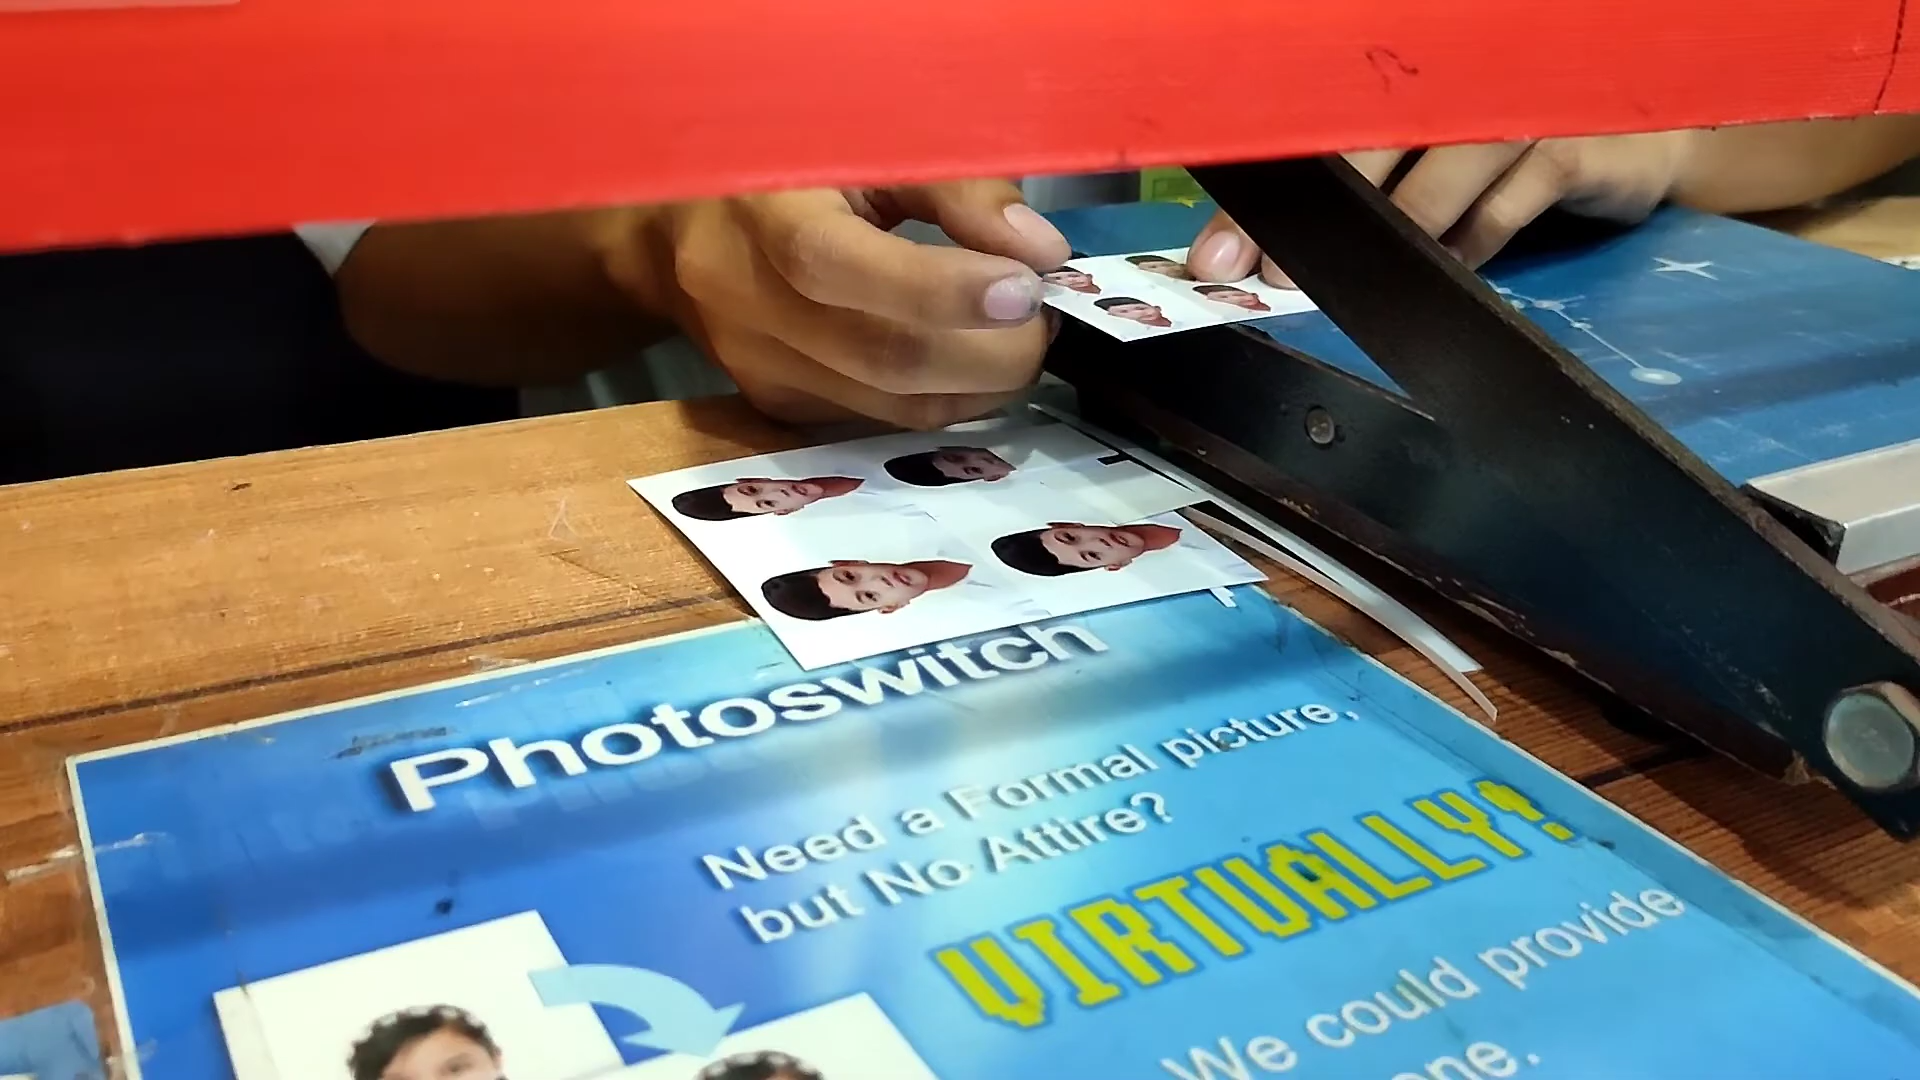 Photoswitch
Need a Formal picture,
but No Attire?
VIRTUALLY!
We could provide
one.